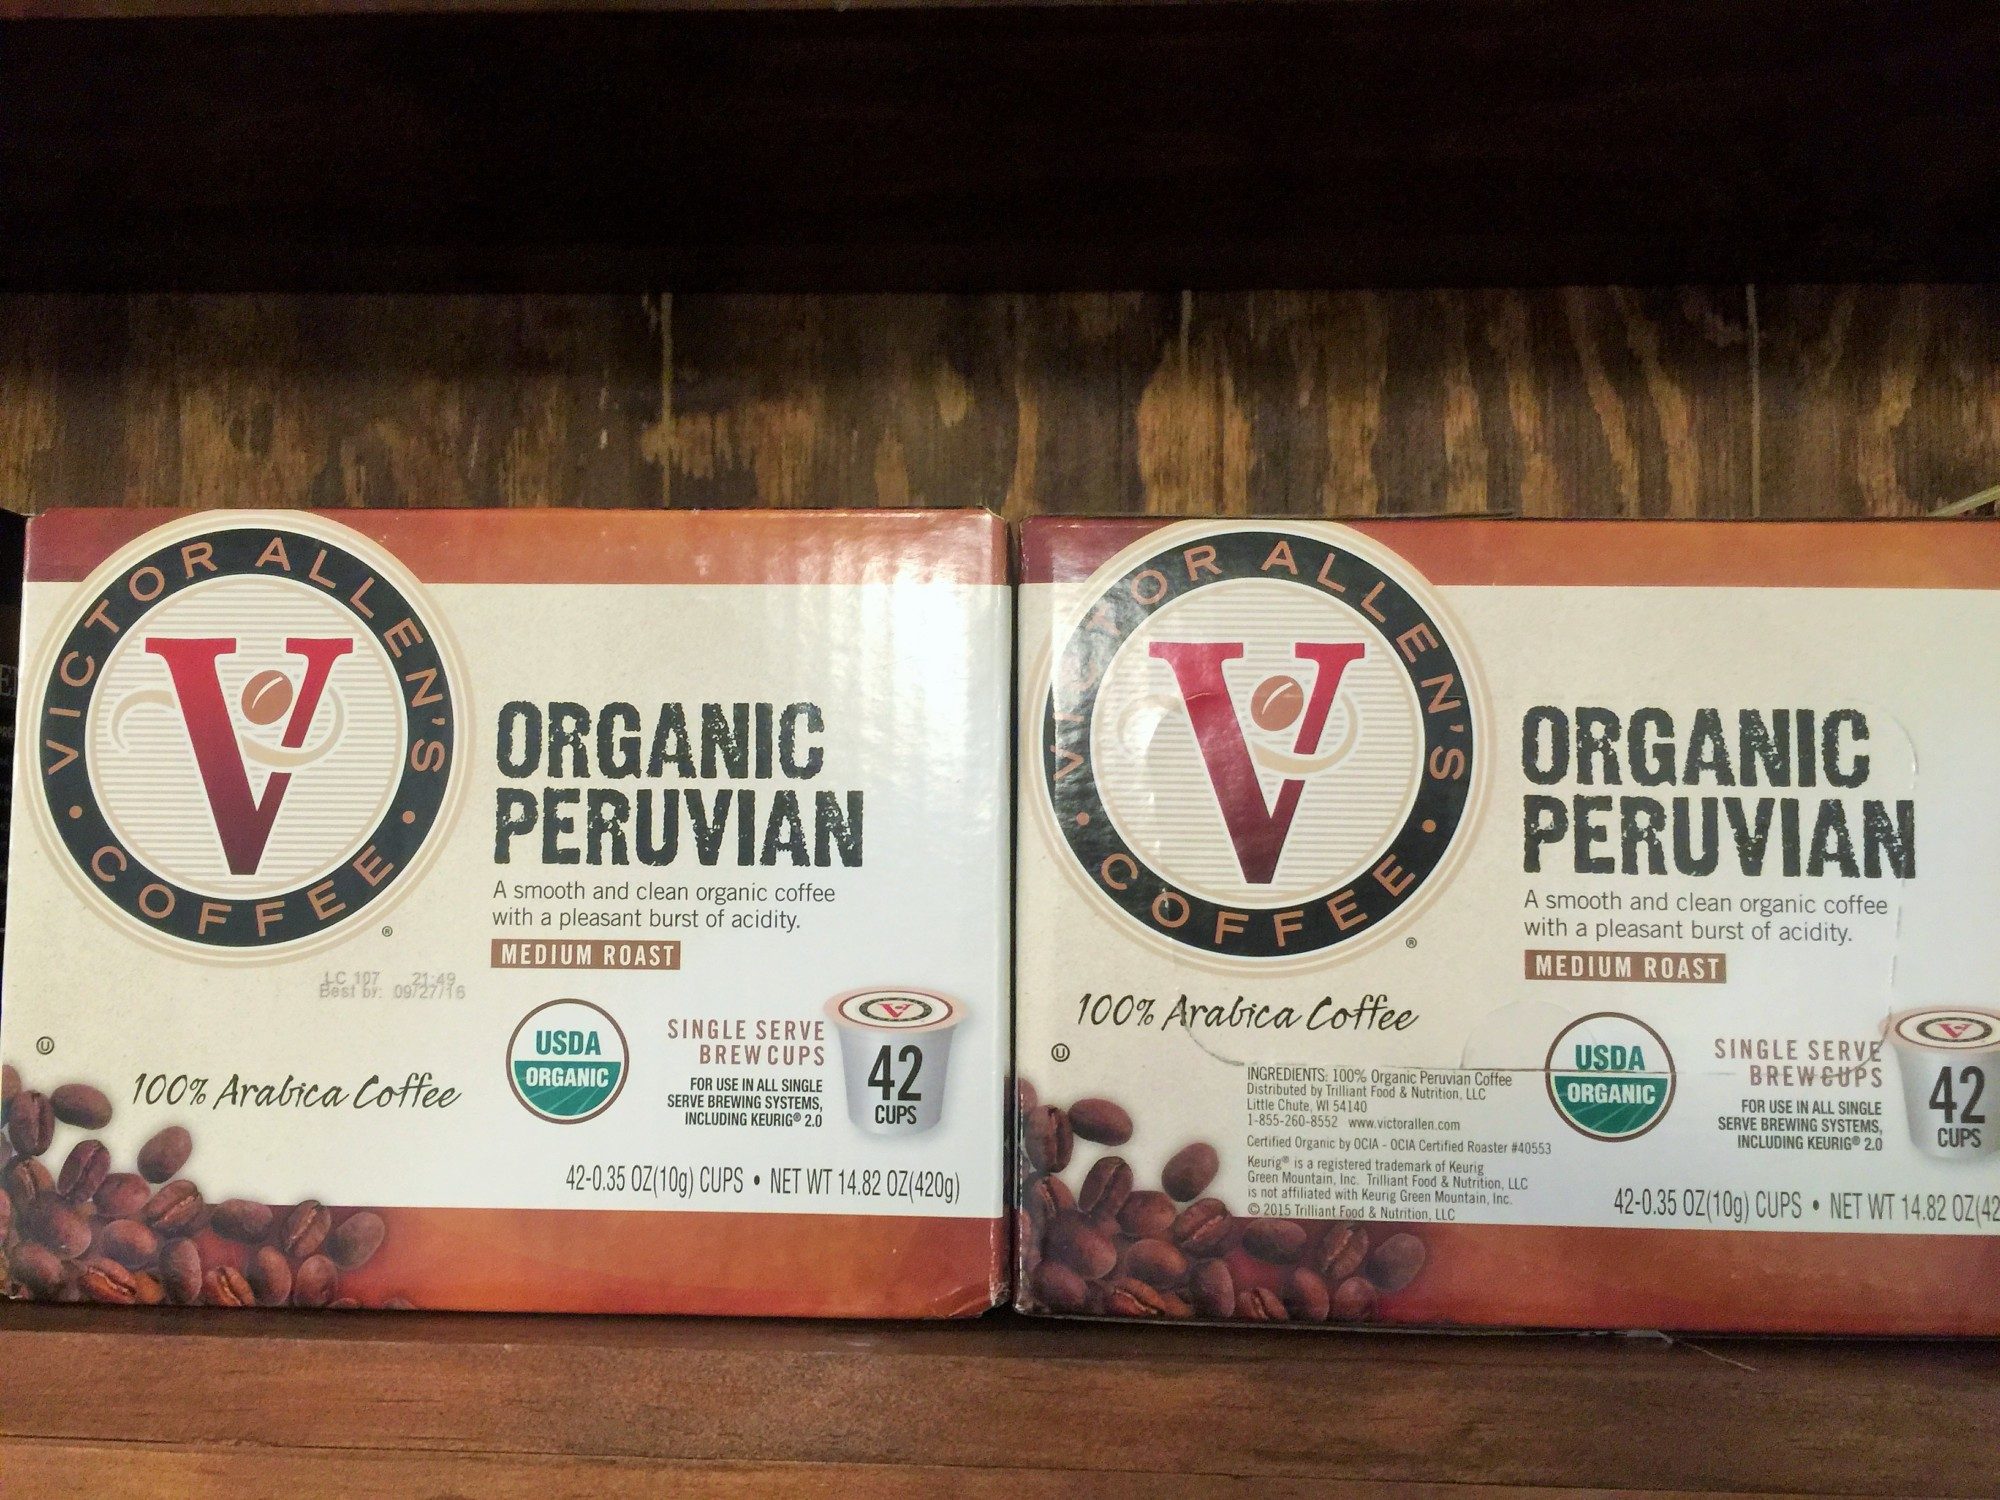 VICTOR ALLEN'S
• COFFEE •
®
ORGANIC
PERUVIAN
A smooth and clean organic coffee
with a pleasant burst of acidity.
MEDIUM ROAST
LC 107 21:49
Best by: 09/27/16
U
100% Arabica Coffee
USDA
ORGANIC
SINGLE SERVE
BREW CUPS
FOR USE IN ALL SINGLE
SERVE BREWING SYSTEMS,
INCLUDING KEURIG® 2.0
V
42
CUPS
42-0.35 OZ(10g) CUPS • NET WT 14.82 OZ(420g)
VICTOR ALLEN'S
• COFFEE •
®
ORGANIC
PERUVIAN
A smooth and clean organic coffee
with a pleasant burst of acidity.
MEDIUM ROAST
100% Arabica Coffee
U
INGREDIENTS: 100% Organic Peruvian Coffee
Distributed by Trilliant Food & Nutrition, LLC
Little Chute, WI 54140
1-855-260-8552 www.victorallen.com
Certified Organic by OCIA - OCIA Certified Roaster #40553
Keurig® is a registered trademark of Keurig
Green Mountain, Inc. Trilliant Food & Nutrition, LLC
is not affiliated with Keurig Green Mountain, Inc.
© 2015 Trilliant Food & Nutrition, LLC
USDA
ORGANIC
SINGLE SERVE
BREW CUPS
FOR USE IN ALL SINGLE
SERVE BREWING SYSTEMS,
INCLUDING KEURIG® 2.0
V
42
CUPS
42-0.35 OZ(10g) CUPS • NET WT 14.82 OZ(42